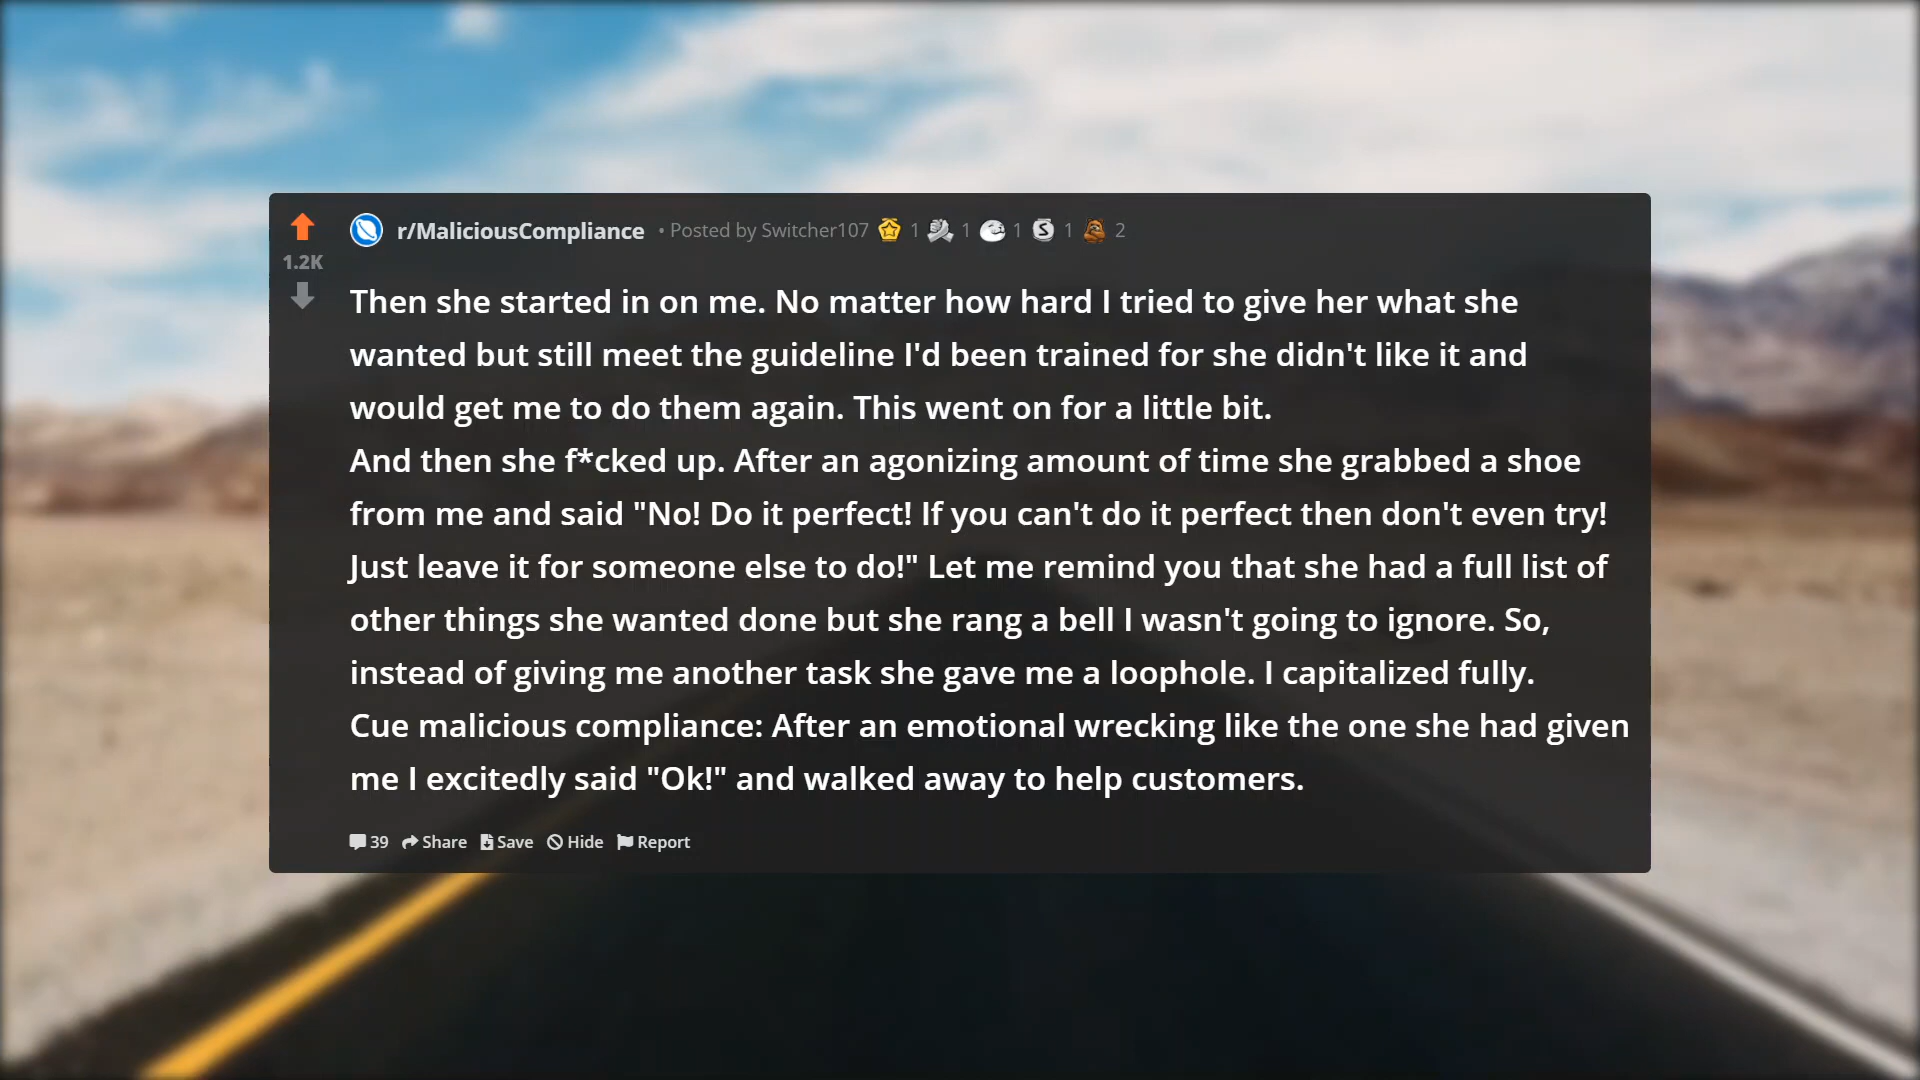 r/MaliciousCompliance • Posted by Switcher107 1 1 1 1 2
1.2K
Then she started in on me. No matter how hard I tried to give her what she
wanted but still meet the guideline I'd been trained for she didn't like it and
would get me to do them again. This went on for a little bit.
And then she f*cked up. After an agonizing amount of time she grabbed a shoe
from me and said "No! Do it perfect! If you can't do it perfect then don't even try!
Just leave it for someone else to do!" Let me remind you that she had a full list of
other things she wanted done but she rang a bell I wasn't going to ignore. So,
instead of giving me another task she gave me a loophole. I capitalized fully.
Cue malicious compliance: After an emotional wrecking like the one she had given
me I excitedly said "Ok!" and walked away to help customers.
39 Share Save Hide Report